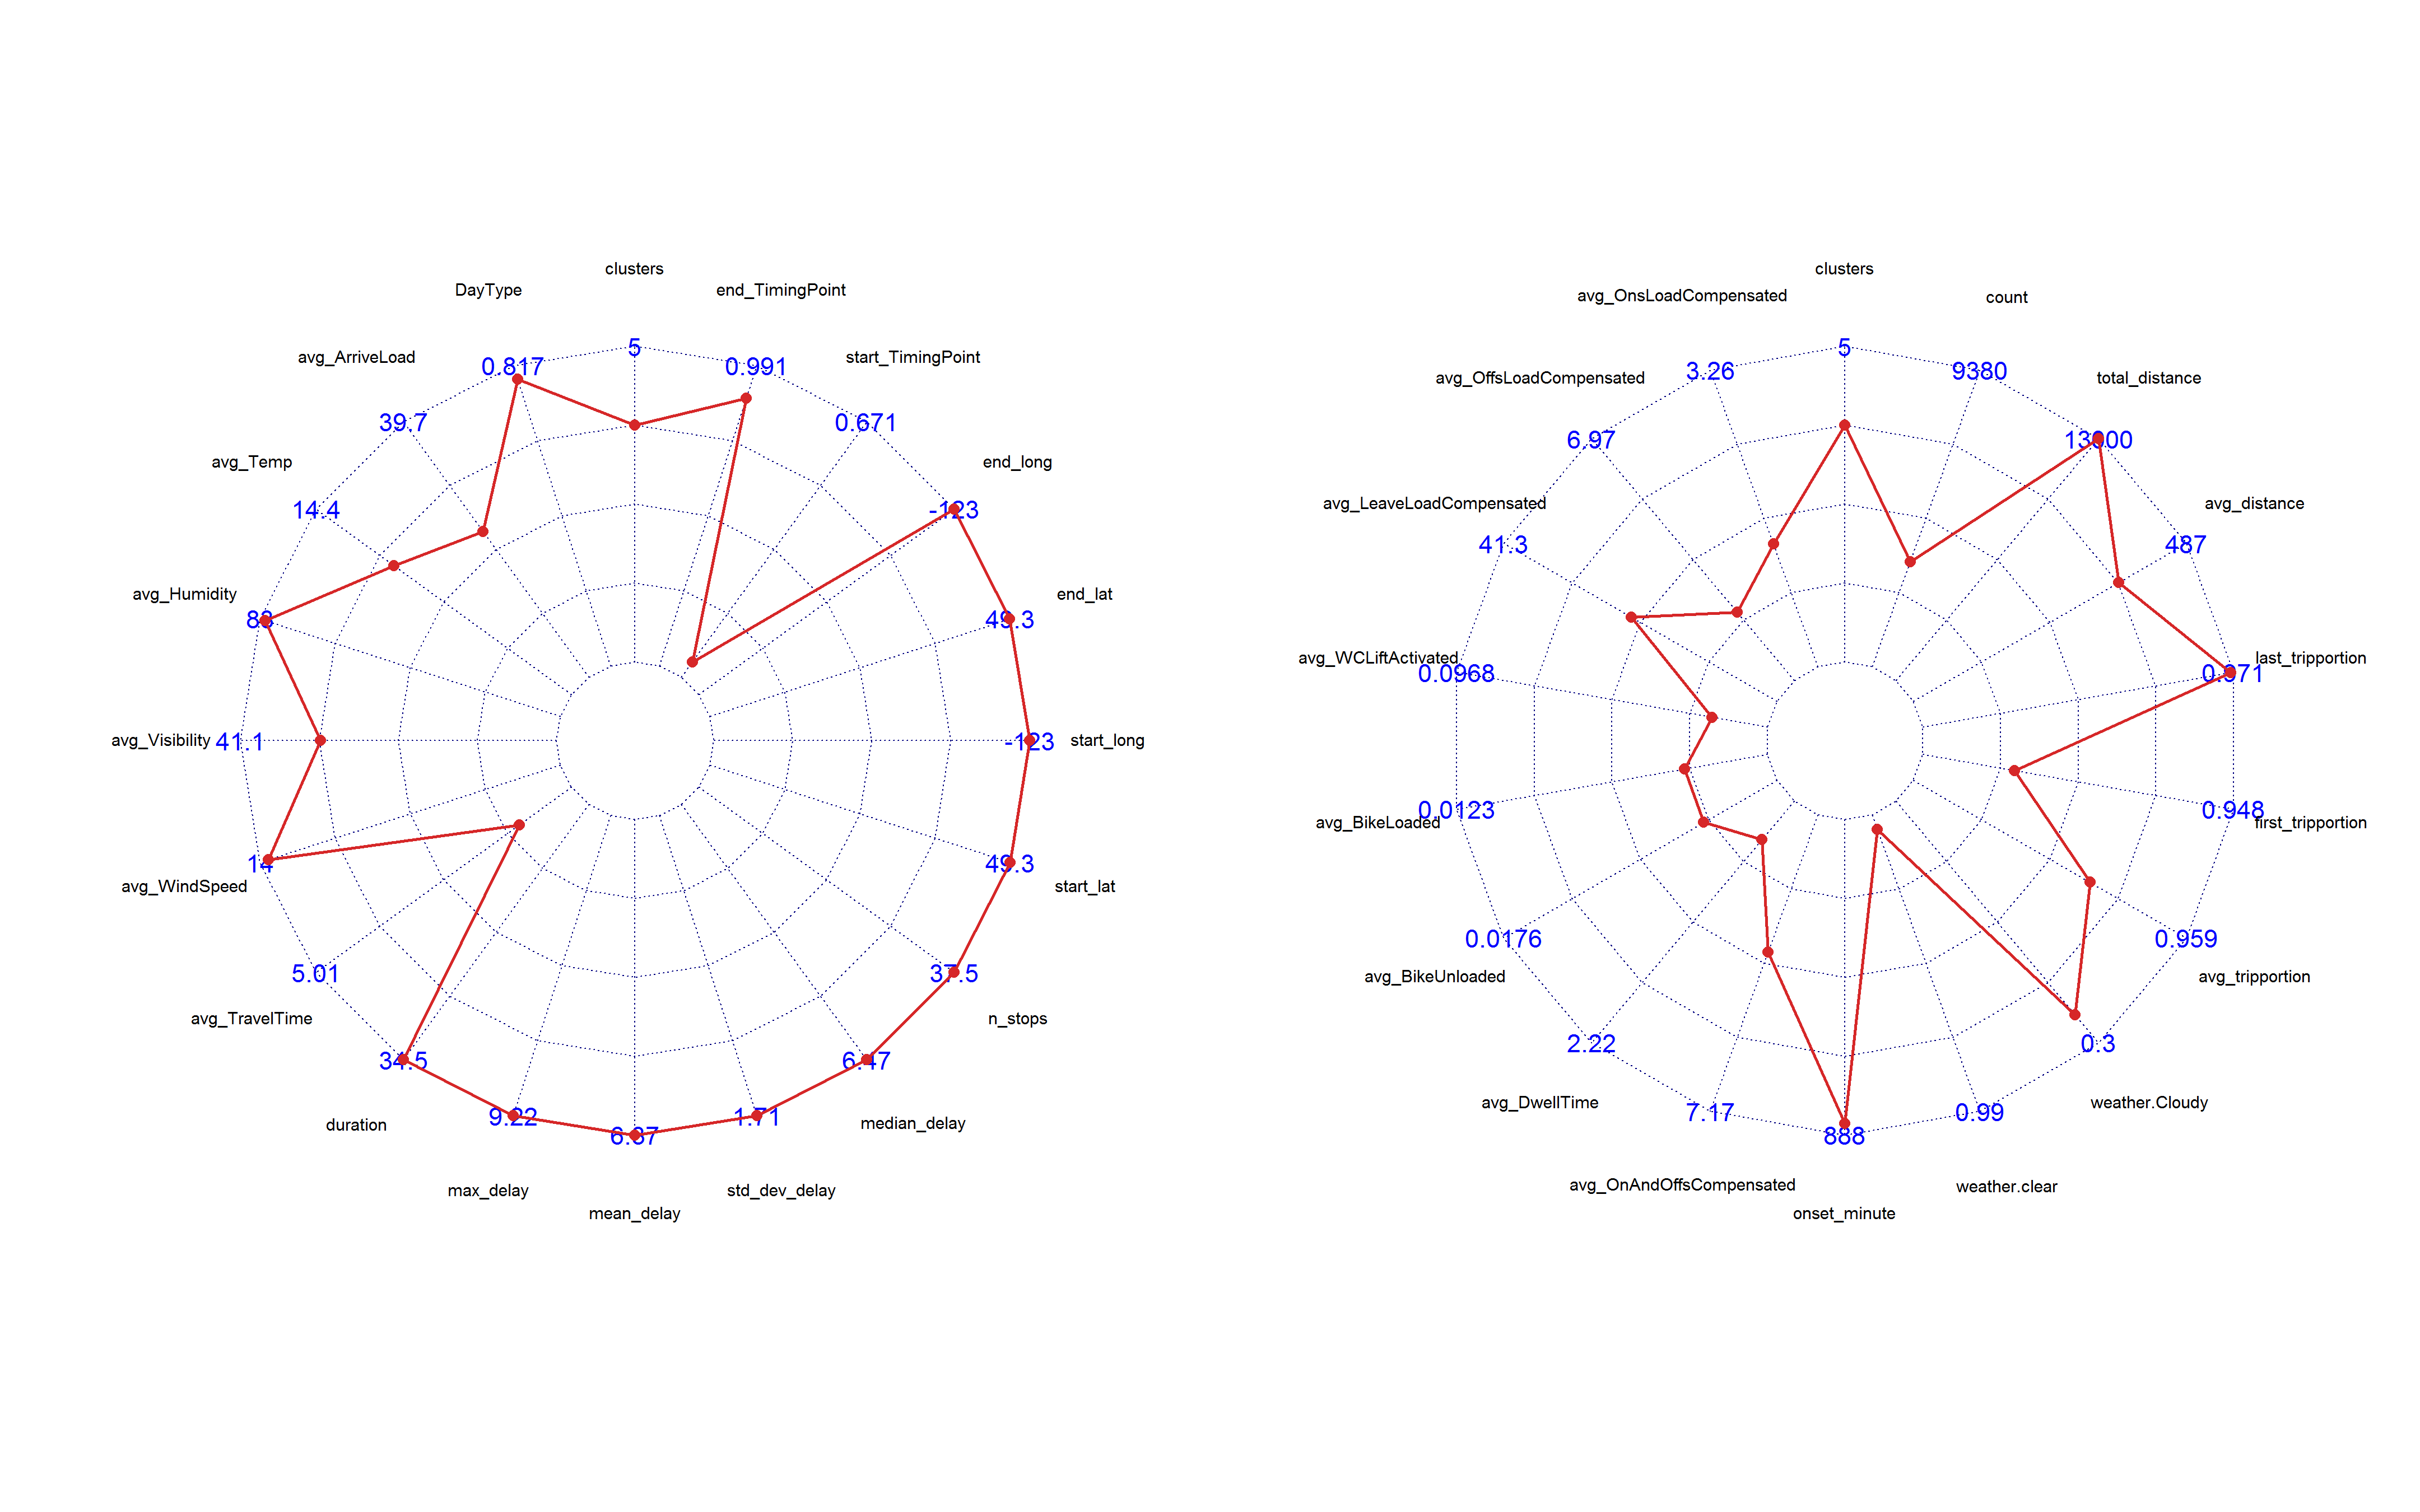 clusters
DayType
end_TimingPoint
avg_ArriveLoad
start_TimingPoint
5
0.817
0.991
39.7
0.671
avg_Temp
end_long
14.4
-123
avg_Humidity
end_lat
83
49.3
avg_Visibility
41.1
-123
start_long
14
49.3
avg_WindSpeed
start_lat
5.01
37.5
avg_TravelTime
n_stops
34.5
6.47
duration
median_delay
9.22
1.71
6.37
max_delay
std_dev_delay
mean_delay
clusters
avg_OnsLoadCompensated
count
5
3.26
9380
avg_OffsLoadCompensated
total_distance
6.97
avg_LeaveLoadCompensated
avg_distance
41.3
487
avg_WCLiftActivated
last_tripportion
0.0968
0.971
0.0123
0.948
avg_BikeLoaded
first_tripportion
0.0176
0.959
avg_BikeUnloaded
avg_tripportion
2.22
0.3
avg_DwellTime
weather.Cloudy
7.17
0.99
888
avg_OnAndOffsCompensated
weather.clear
onset_minute